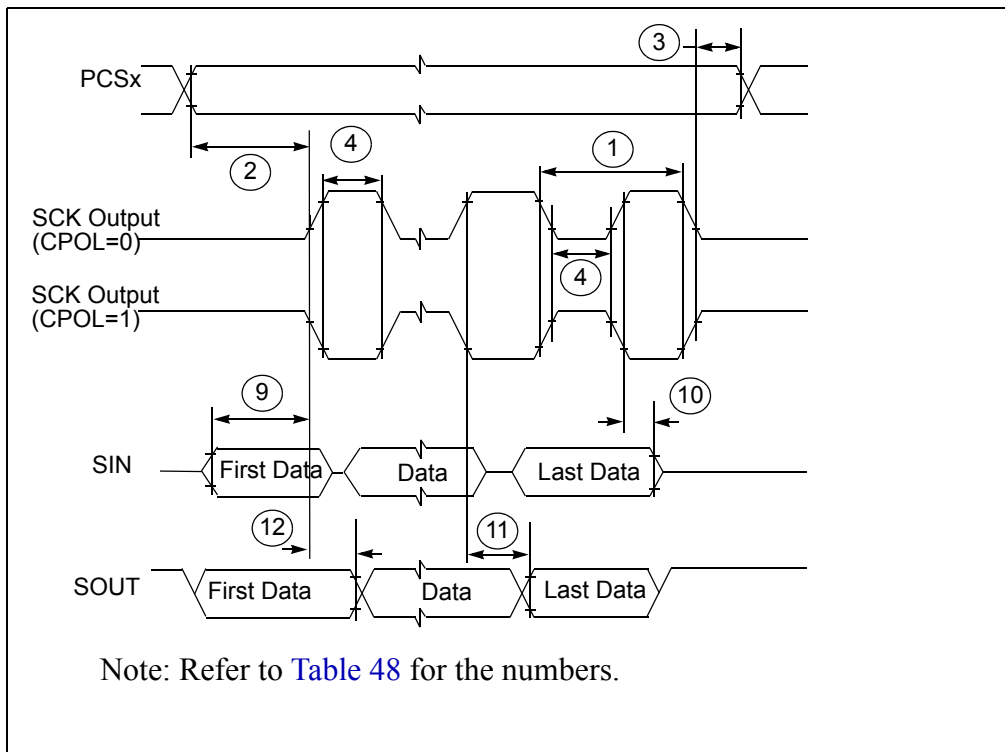 3
PCSx
2
4
1
SCK Output
(CPOL=0)
4
SCK Output
(CPOL=1)
9
10
SIN
First Data
Data
Last Data
12
11
SOUT
First Data
Data
Last Data
Note: Refer to Table 48 for the numbers.